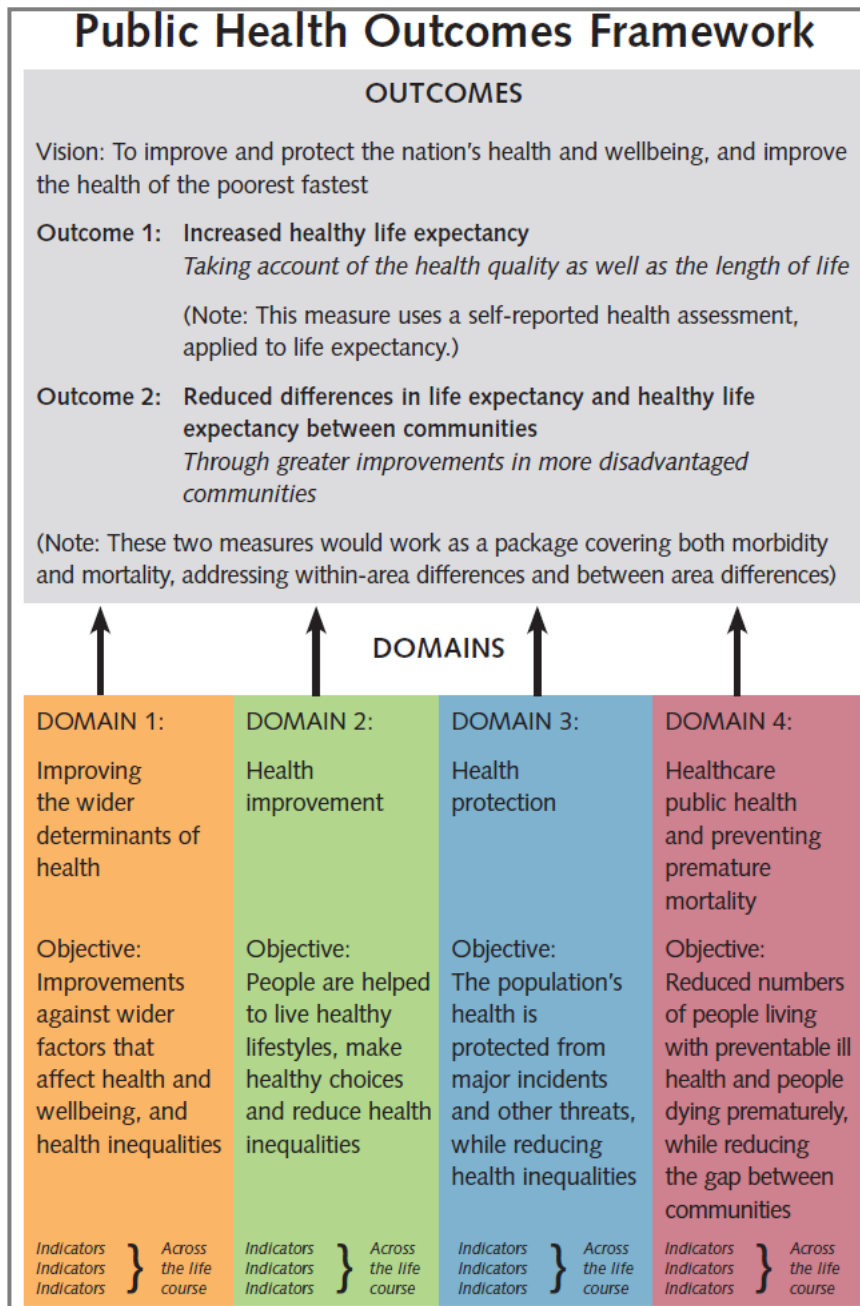 Public Health Outcomes Framework
OUTCOMES
Vision: To improve and protect the nation’s health and wellbeing, and improve
the health of the poorest fastest
Outcome 1: Increased healthy life expectancy
Taking account of the health quality as well as the length of life
(Note: This measure uses a self-reported health assessment,
applied to life expectancy.)
Outcome 2: Reduced differences in life expectancy and healthy life
expectancy between communities
Through greater improvements in more disadvantaged
communities
(Note: These two measures would work as a package covering both morbidity
and mortality, addressing within-area differences and between area differences)
DOMAINS
DOMAIN 1:
Improving
the wider
determinants of
health
Objective:
Improvements
against wider
factors that
affect health and
wellbeing, and
health inequalities
Indicators
Indicators
Indicators
} Across
the life
course
DOMAIN 2:
Health
improvement
Objective:
People are helped
to live healthy
lifestyles, make
healthy choices
and reduce health
inequalities
Indicators
Indicators
Indicators
} Across
the life
course
DOMAIN 3:
Health
protection
Objective:
The population’s
health is
protected from
major incidents
and other threats,
while reducing
health inequalities
Indicators
Indicators
Indicators
} Across
the life
course
DOMAIN 4:
Healthcare
public health
and preventing
premature
mortality
Objective:
Reduced numbers
of people living
with preventable ill
health and people
dying prematurely,
while reducing
the gap between
communities
Indicators
Indicators
Indicators
} Across
the life
course